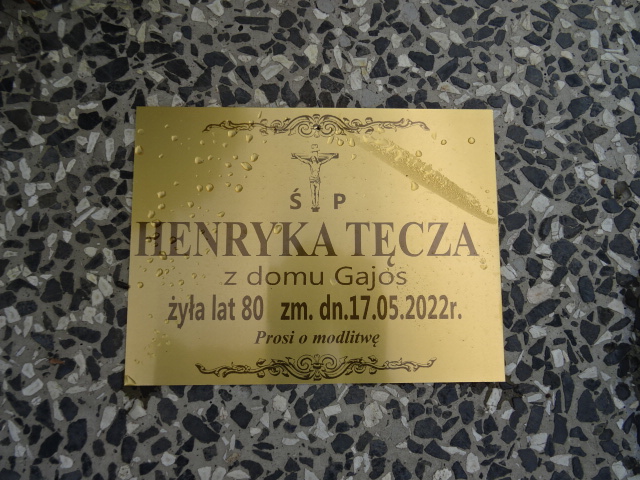 Ś P
HENRYKA TĘCZA
z domu Gajos
żyła lat 80 zm. dn.17.05.2022r.
Prosi o modlitwę